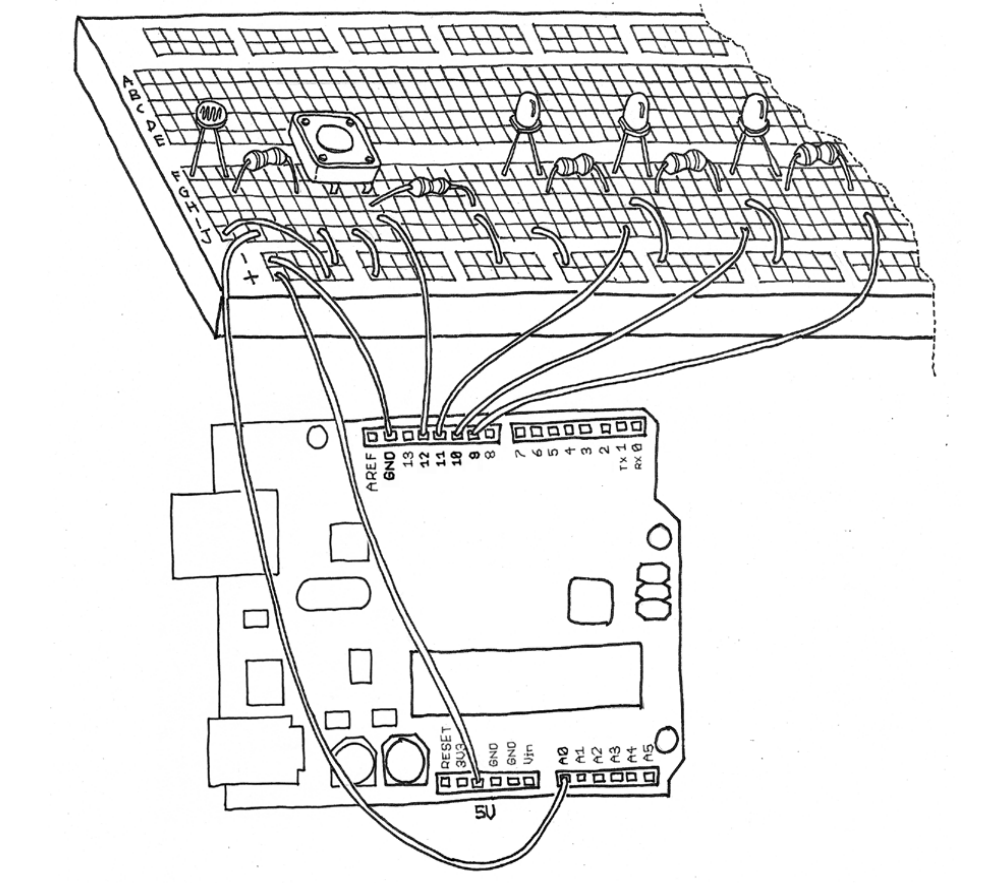 A B C D E
F G H I J
-
+
AREF
GND
13
12
11
10
9
8
7
6
5
4
3
2
TX 1
RX 0
RESET
3V3
GND
GND
Vin
A0
A1
A2
A3
A4
A5
5V